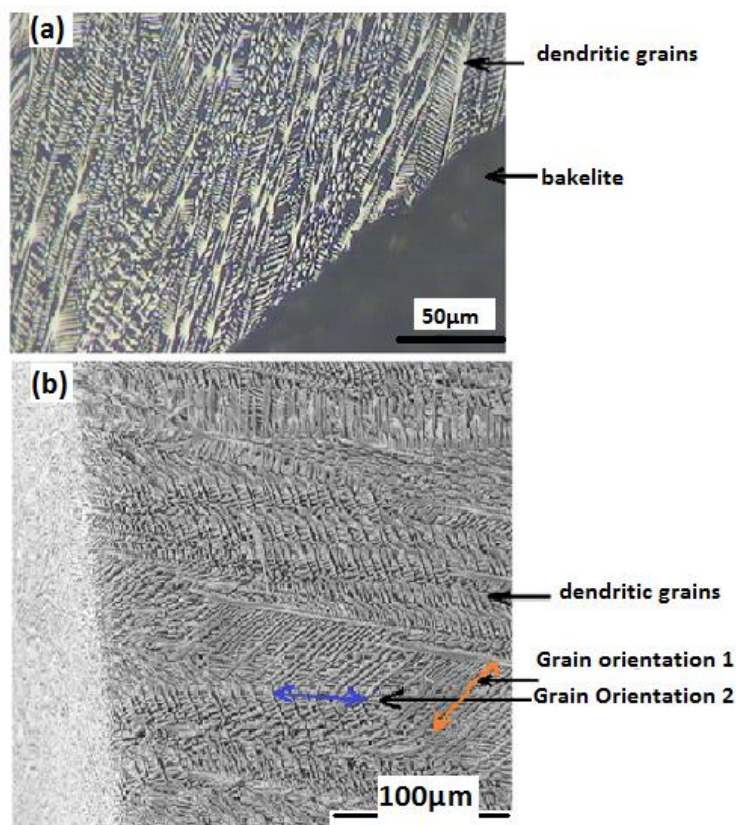 (a)
dendritic grains
bakelite
50µm
(b)
dendritic grains
Grain orientation 1
Grain Orientation 2
100µm